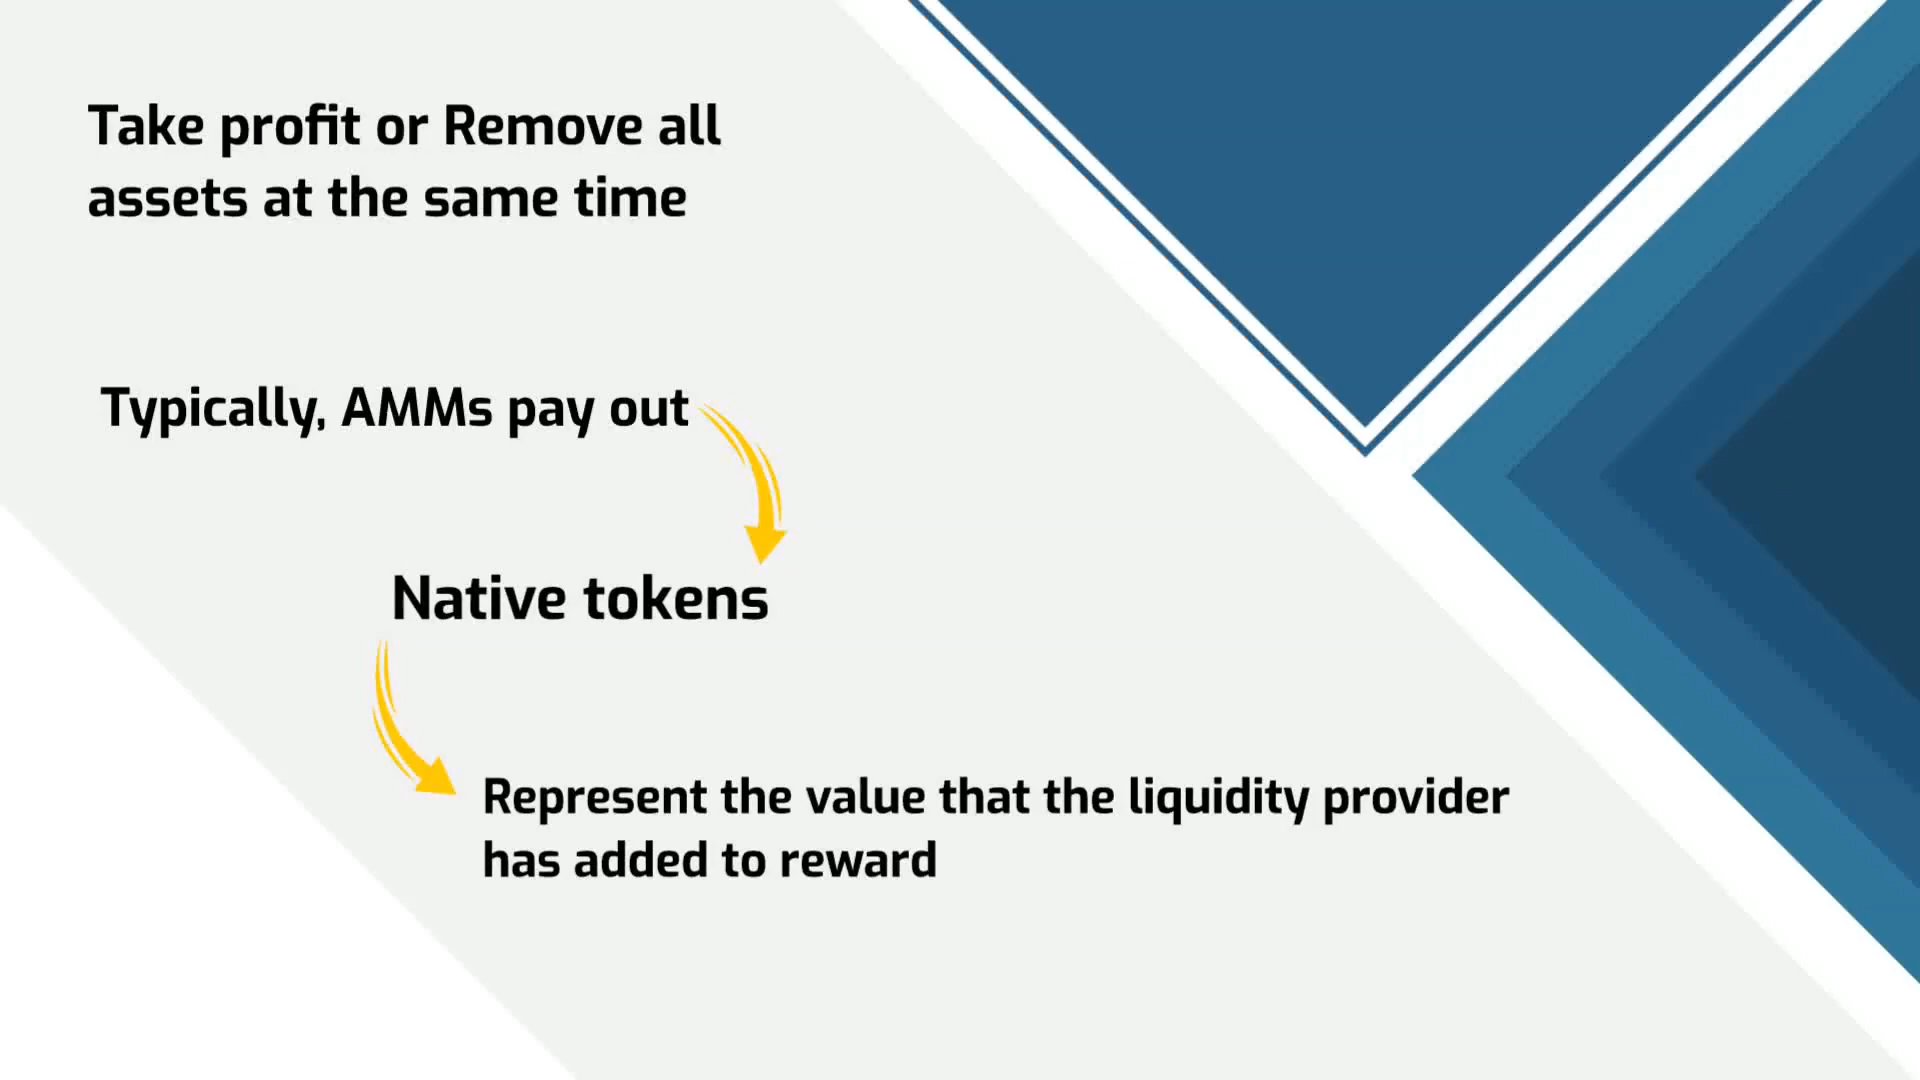 Take profit or Remove all
assets at the same time
Typically, AMMs pay out
Native tokens
Represent the value that the liquidity provider
has added to reward